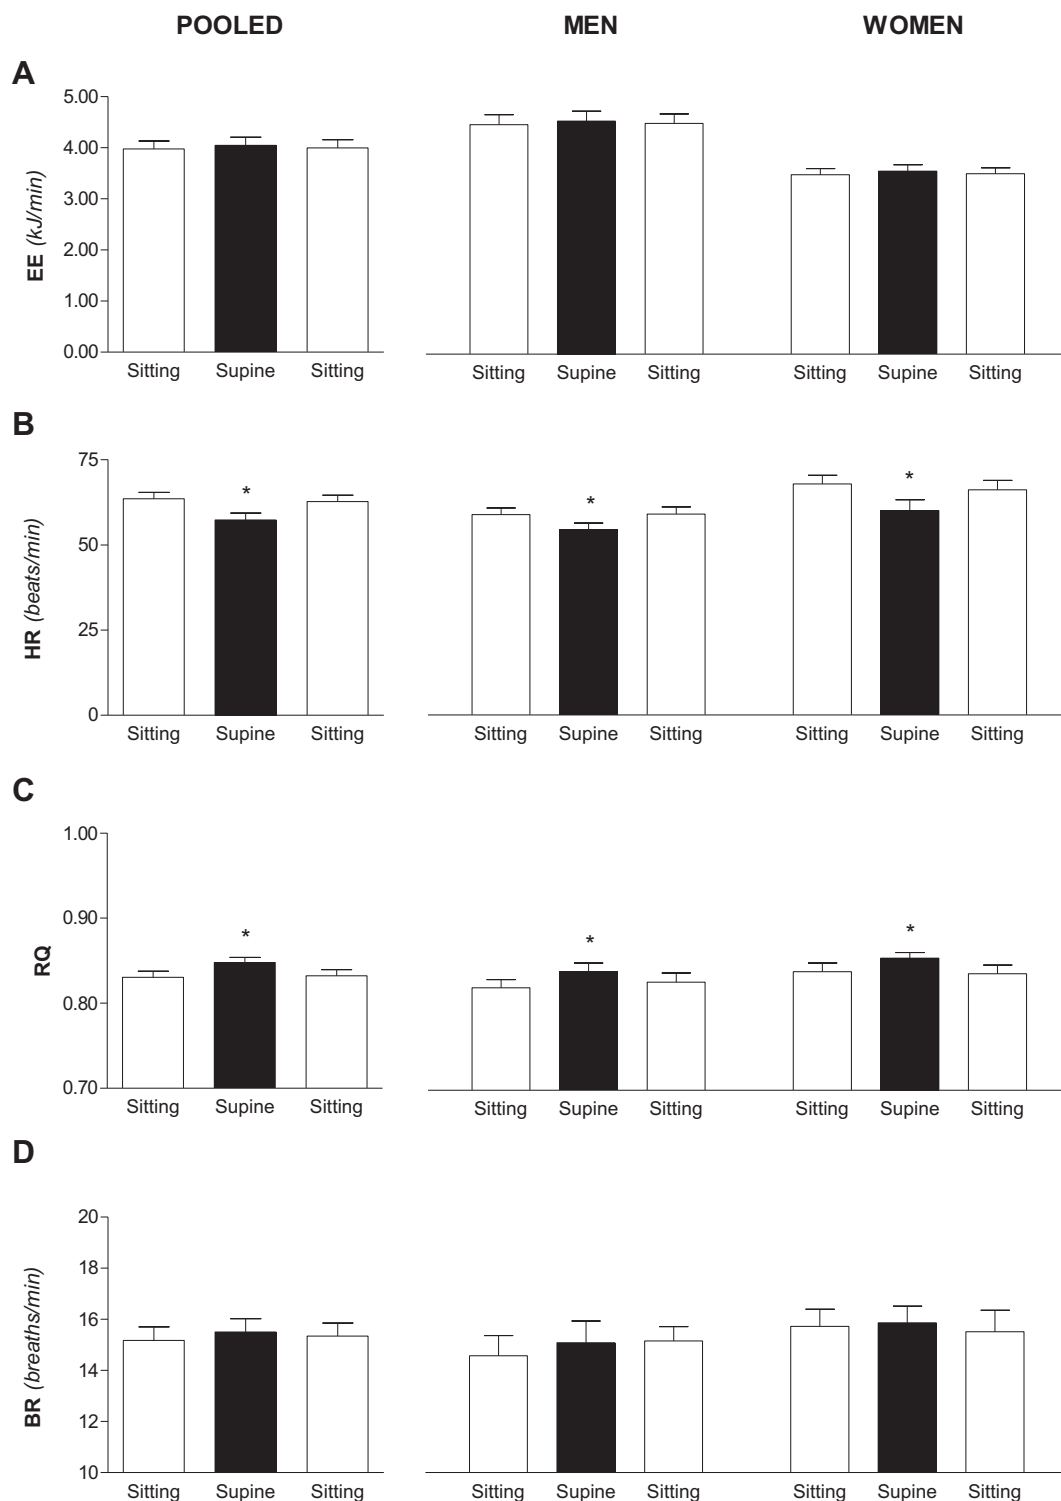 POOLED MEN WOMEN
A
5.00
4.00
3.00
2.00
1.00
0.00
EE (kJ/min)
Sitting Supine Sitting Sitting Supine Sitting Sitting Supine Sitting
B
75
50
25
0
HR (beats/min)
* * *
Sitting Supine Sitting Sitting Supine Sitting Sitting Supine Sitting
C
1.00
0.90
0.80
0.70
RQ
* * *
Sitting Supine Sitting Sitting Supine Sitting Sitting Supine Sitting
D
20
18
16
14
12
10
BR (breaths/min)
Sitting Supine Sitting Sitting Supine Sitting Sitting Supine Sitting